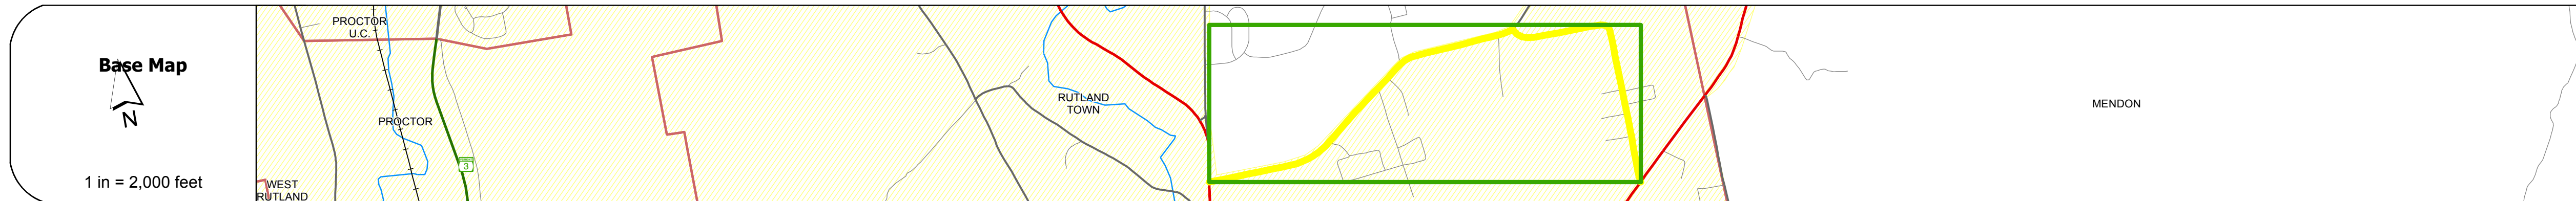 Base Map
N
1 in = 2,000 feet
PROCTOR
U.C.
PROCTOR
3
WEST
RUTLAND
RUTLAND
TOWN
MENDON